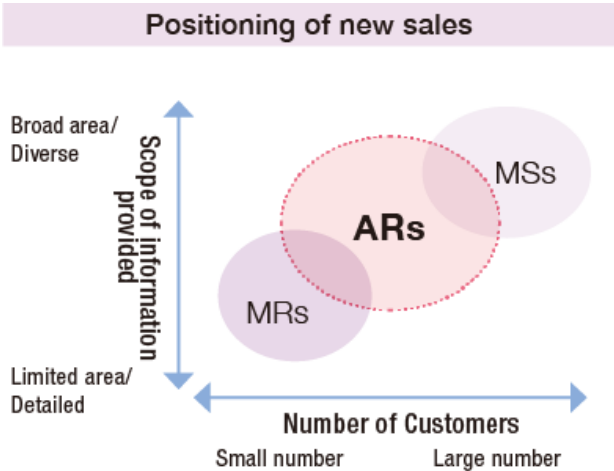 Positioning of new sales
Broad area/
Diverse
Scope of information
provided
MSs
ARs
MRs
Limited area/
Detailed
Number of Customers
Small number
Large number